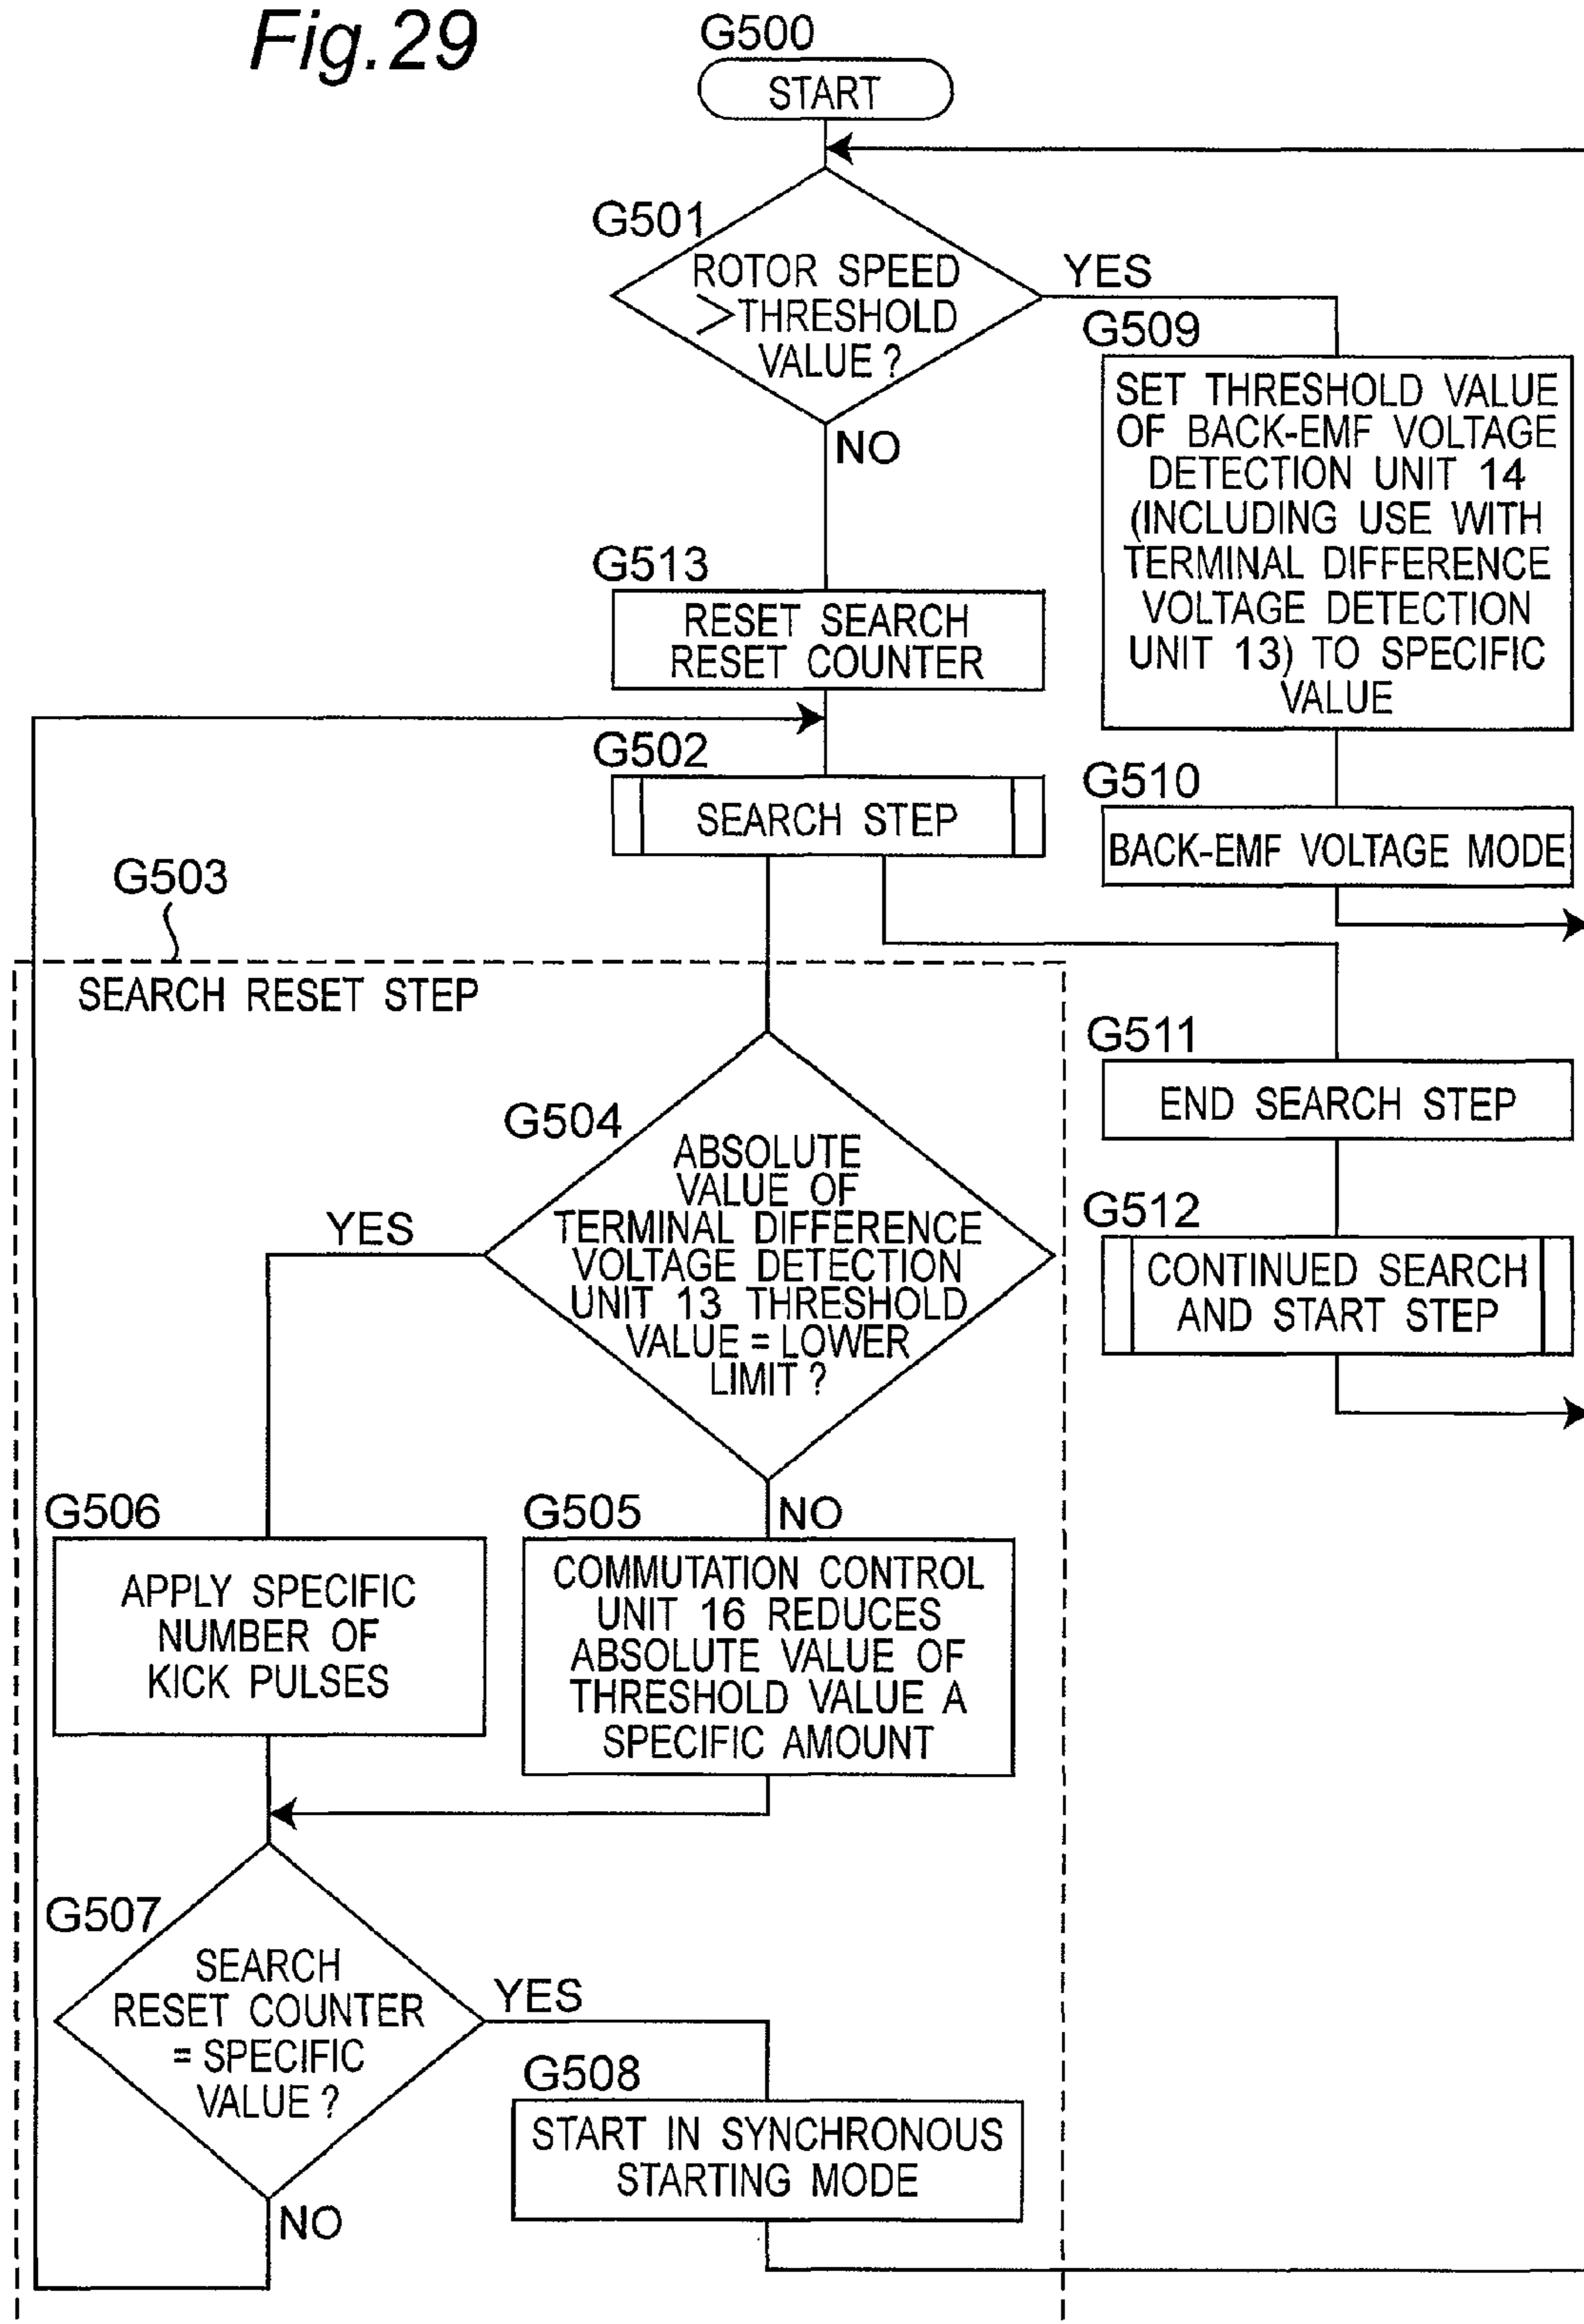 Fig.29
G500
START
G501
ROTOR SPEED
>THRESHOLD
VALUE ?
YES
NO
G509
SET THRESHOLD VALUE
OF BACK-EMF VOLTAGE
DETECTION UNIT 14
(INCLUDING USE WITH
TERMINAL DIFFERENCE
VOLTAGE DETECTION
UNIT 13) TO SPECIFIC
VALUE
G513
RESET SEARCH
RESET COUNTER
G502
SEARCH STEP
G510
BACK-EMF VOLTAGE MODE
G503
SEARCH RESET STEP
G511
END SEARCH STEP
G504
ABSOLUTE
VALUE OF
TERMINAL DIFFERENCE
VOLTAGE DETECTION
UNIT 13 THRESHOLD
VALUE = LOWER
LIMIT ?
YES
NO
G512
CONTINUED SEARCH
AND START STEP
G506
APPLY SPECIFIC
NUMBER OF
KICK PULSES
G505
COMMUTATION CONTROL
UNIT 16 REDUCES
ABSOLUTE VALUE OF
THRESHOLD VALUE A
SPECIFIC AMOUNT
G507
SEARCH
RESET COUNTER
= SPECIFIC
VALUE ?
YES
NO
G508
START IN SYNCHRONOUS
STARTING MODE